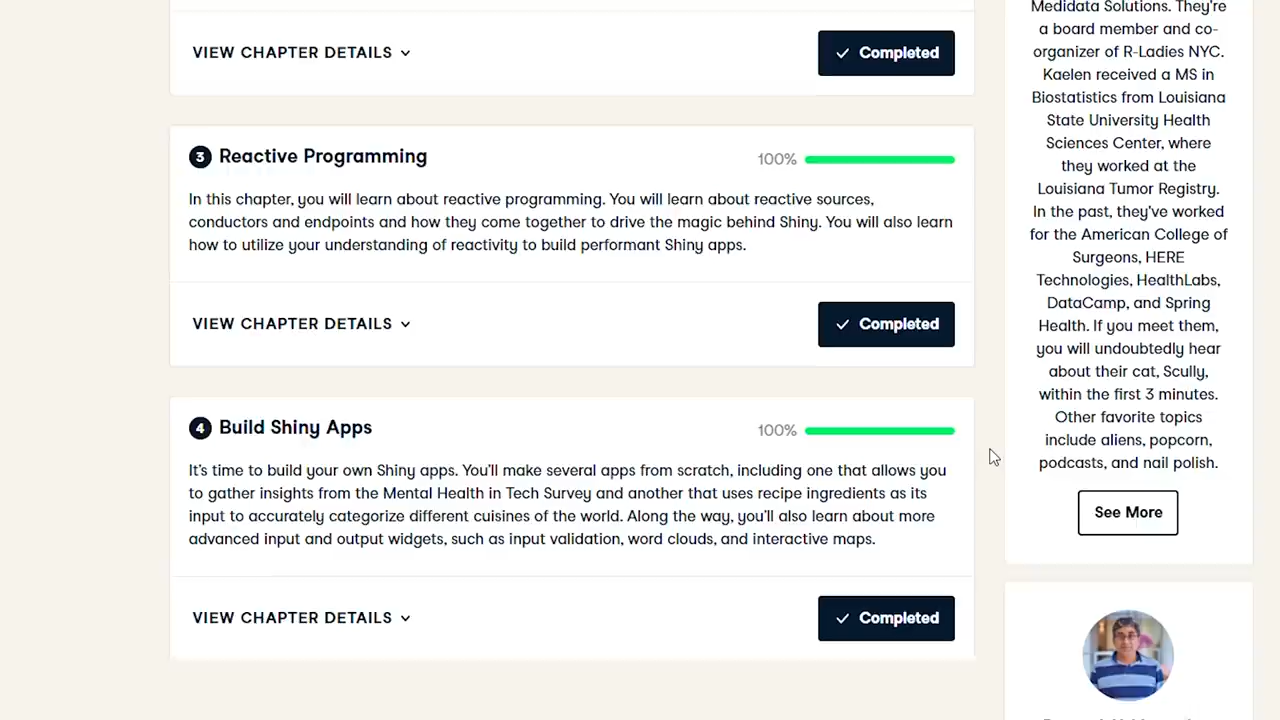 VIEW CHAPTER DETAILS
Completed
3 Reactive Programming
100%
In this chapter, you will learn about reactive programming. You will learn about reactive sources,
conductors and endpoints and how they come together to drive the magic behind Shiny. You will also learn
how to utilize your understanding of reactivity to build performant Shiny apps.
VIEW CHAPTER DETAILS
Completed
4 Build Shiny Apps
100%
It's time to build your own Shiny apps. You'll make several apps from scratch, including one that allows you
to gather insights from the Mental Health in Tech Survey and another that uses recipe ingredients as its
input to accurately categorize different cuisines of the world. Along the way, you'll also learn about more
advanced input and output widgets, such as input validation, word clouds, and interactive maps.
VIEW CHAPTER DETAILS
Completed
Medidata Solutions. They're
a board member and co-
organizer of R-Ladies NYC.
Kaelen received a MS in
Biostatistics from Louisiana
State University Health
Sciences Center, where
they worked at the
Louisiana Tumor Registry.
In the past, they've worked
for the American College of
Surgeons, HERE
Technologies, HealthLabs,
DataCamp, and Spring
Health. If you meet them,
you will undoubtedly hear
about their cat, Scully,
within the first 3 minutes.
Other favorite topics
include aliens, popcorn,
podcasts, and nail polish.
See More